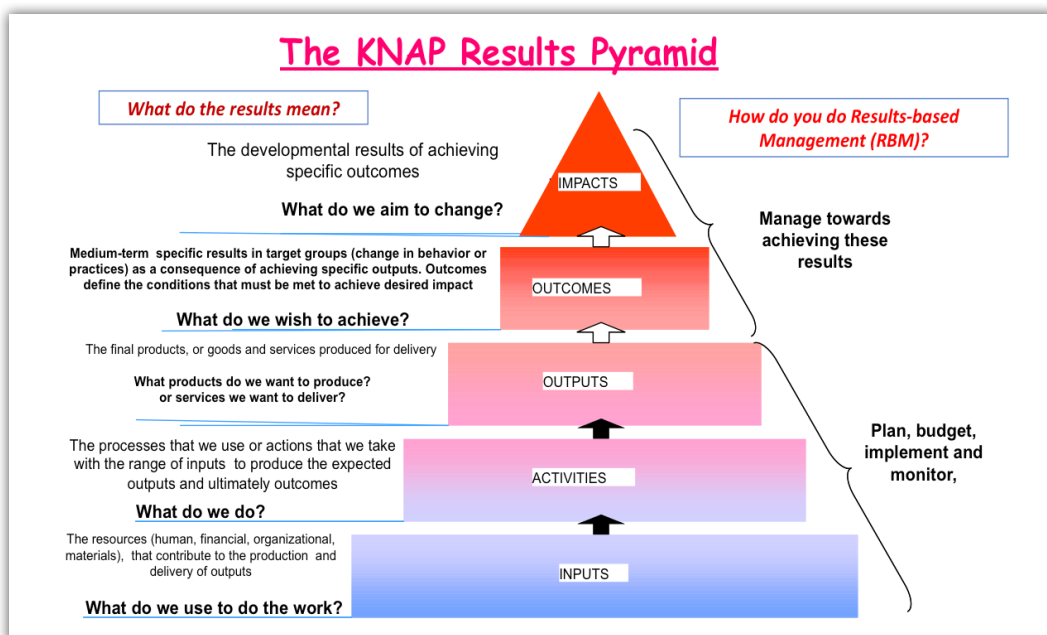 The KNAP Results Pyramid
What do the results mean?
How do you do Results-based
Management (RBM)?
The developmental results of achieving
specific outcomes
What do we aim to change?
IMPACTS
Manage towards
achieving these
results
Medium-term specific results in target groups (change in behavior or
practices) as a consequence of achieving specific outputs. Outcomes
define the conditions that must be met to achieve desired impact
What do we wish to achieve?
OUTCOMES
The final products, or goods and services produced for delivery
What products do we want to produce?
or services we want to deliver?
OUTPUTS
Plan, budget,
implement and
monitor,
The processes that we use or actions that we take
with the range of inputs to produce the expected
outputs and ultimately outcomes
What do we do?
ACTIVITIES
The resources (human, financial, organizational,
materials), that contribute to the production and
delivery of outputs
What do we use to do the work?
INPUTS